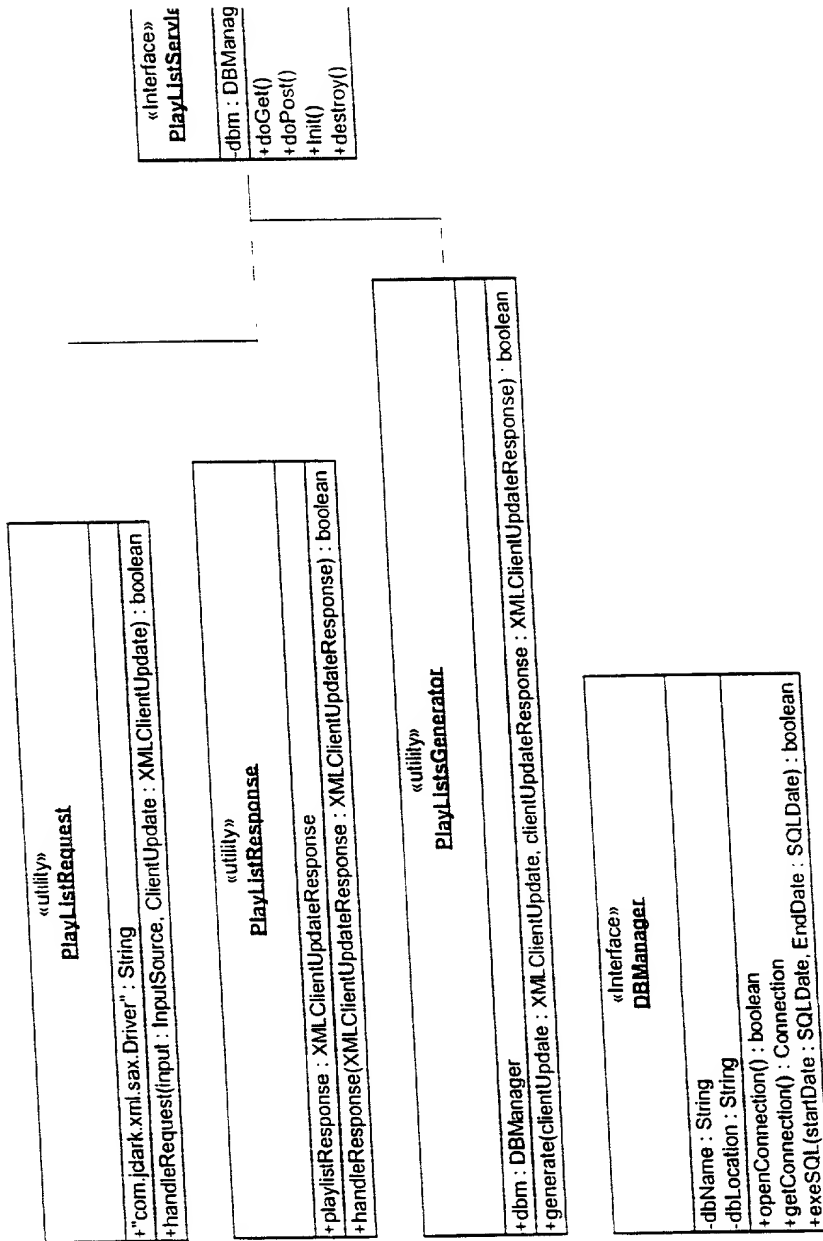 «utility»
PlayListRequest
+"com.jclark.xml.sax.Driver" : String
+handleRequest(input : InputSource, ClientUpdate : XMLClientUpdate) : boolean
«utility»
PlayListResponse
+playlistResponse : XMLClientUpdateResponse
+handleResponse(XMLClientUpdateResponse : XMLClientUpdateResponse) : boolean
«utility»
PlayListsGenerator
+dbm : DBManager
+generate(clientUpdate : XMLClientUpdate, clientUpdateResponse : XMLClientUpdateResponse) : boolean
«Interface»
DBManager
-dbName : String
-dbLocation : String
+openConnection() : boolean
+getConnection() : Connection
+exeSQL(startDate : SQLDate, EndDate : SQLDate) : boolean
«Interface»
PlayListServle
-dbm : DBManag
+doGet()
+doPost()
+Init()
+destroy()